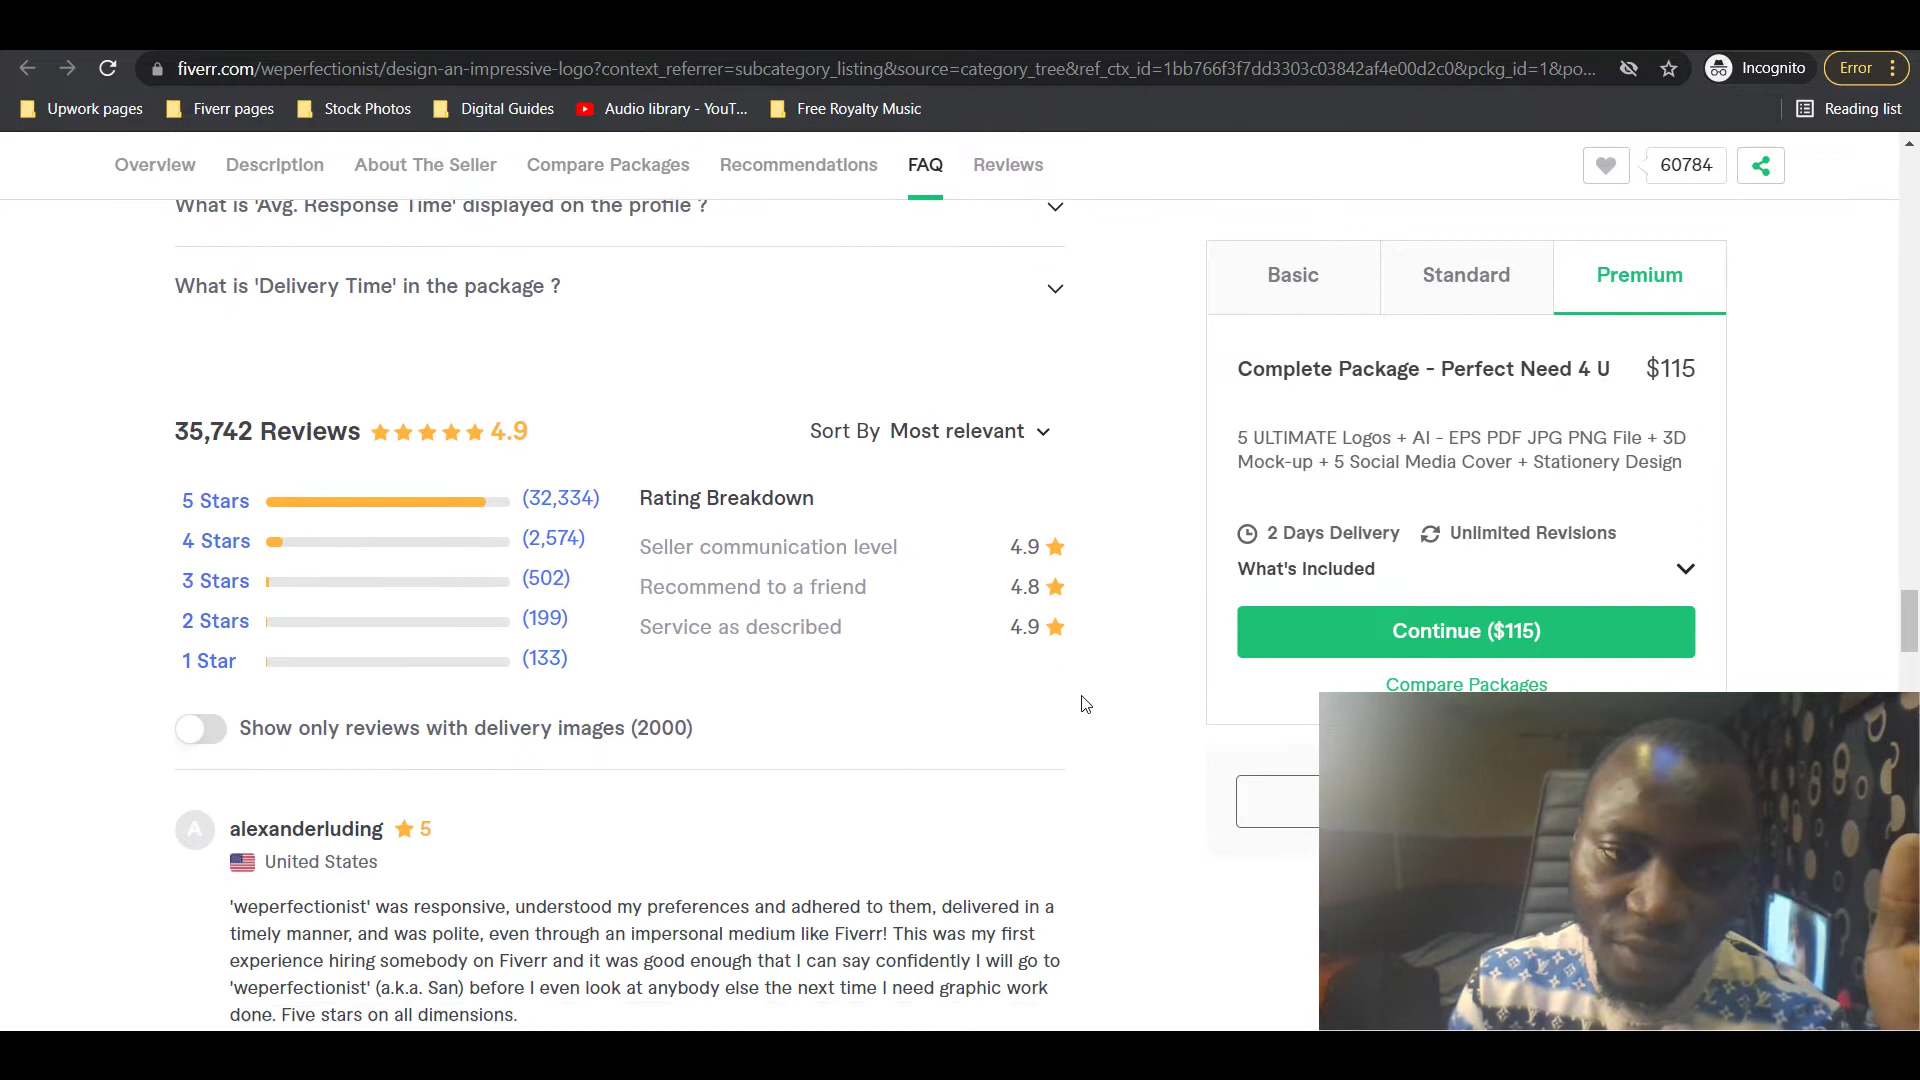 fiverr.com/weperfectionist/design-an-impressive-logo?context_referrer=subcategory_listing&source=category_tree&ref_ctx_id=1bb766f3f7dd3303c03842af4e00d2c0&pckg_id=1&po...
Incognito
Error
Upwork pages
Fiverr pages
Stock Photos
Digital Guides
Audio library - YouT...
Free Royalty Music
Reading list
Overview
Description
About The Seller
Compare Packages
Recommendations
FAQ
Reviews
60784
What is 'Avg. Response Time' displayed on the profile ?
What is 'Delivery Time' in the package ?
35,742 Reviews 4.9
Sort By Most relevant
5 Stars (32,334)
4 Stars (2,574)
3 Stars (502)
2 Stars (199)
1 Star (133)
Rating Breakdown
Seller communication level 4.9
Recommend to a friend 4.8
Service as described 4.9
Show only reviews with delivery images (2000)
A
alexanderluding 5
United States
'weperfectionist' was responsive, understood my preferences and adhered to them, delivered in a
timely manner, and was polite, even through an impersonal medium like Fiverr! This was my first
experience hiring somebody on Fiverr and it was good enough that I can say confidently I will go to
'weperfectionist' (a.k.a. San) before I even look at anybody else the next time I need graphic work
done. Five stars on all dimensions.
Basic
Standard
Premium
Complete Package - Perfect Need 4 U $115
5 ULTIMATE Logos + AI - EPS PDF JPG PNG File + 3D
Mock-up + 5 Social Media Cover + Stationery Design
2 Days Delivery
Unlimited Revisions
What's Included
Continue ($115)
Compare Packages